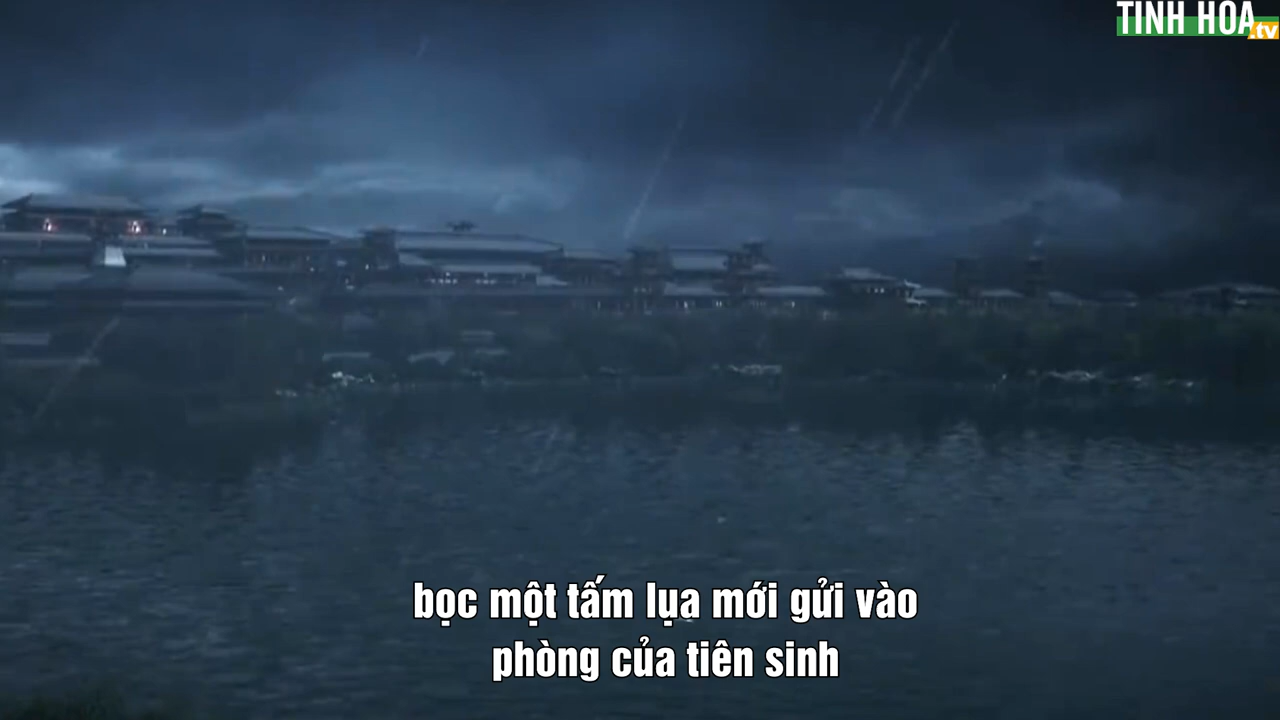 TINH HOA
.tv
bọc một tấm lụa mới gửi vào
phòng của tiên sinh